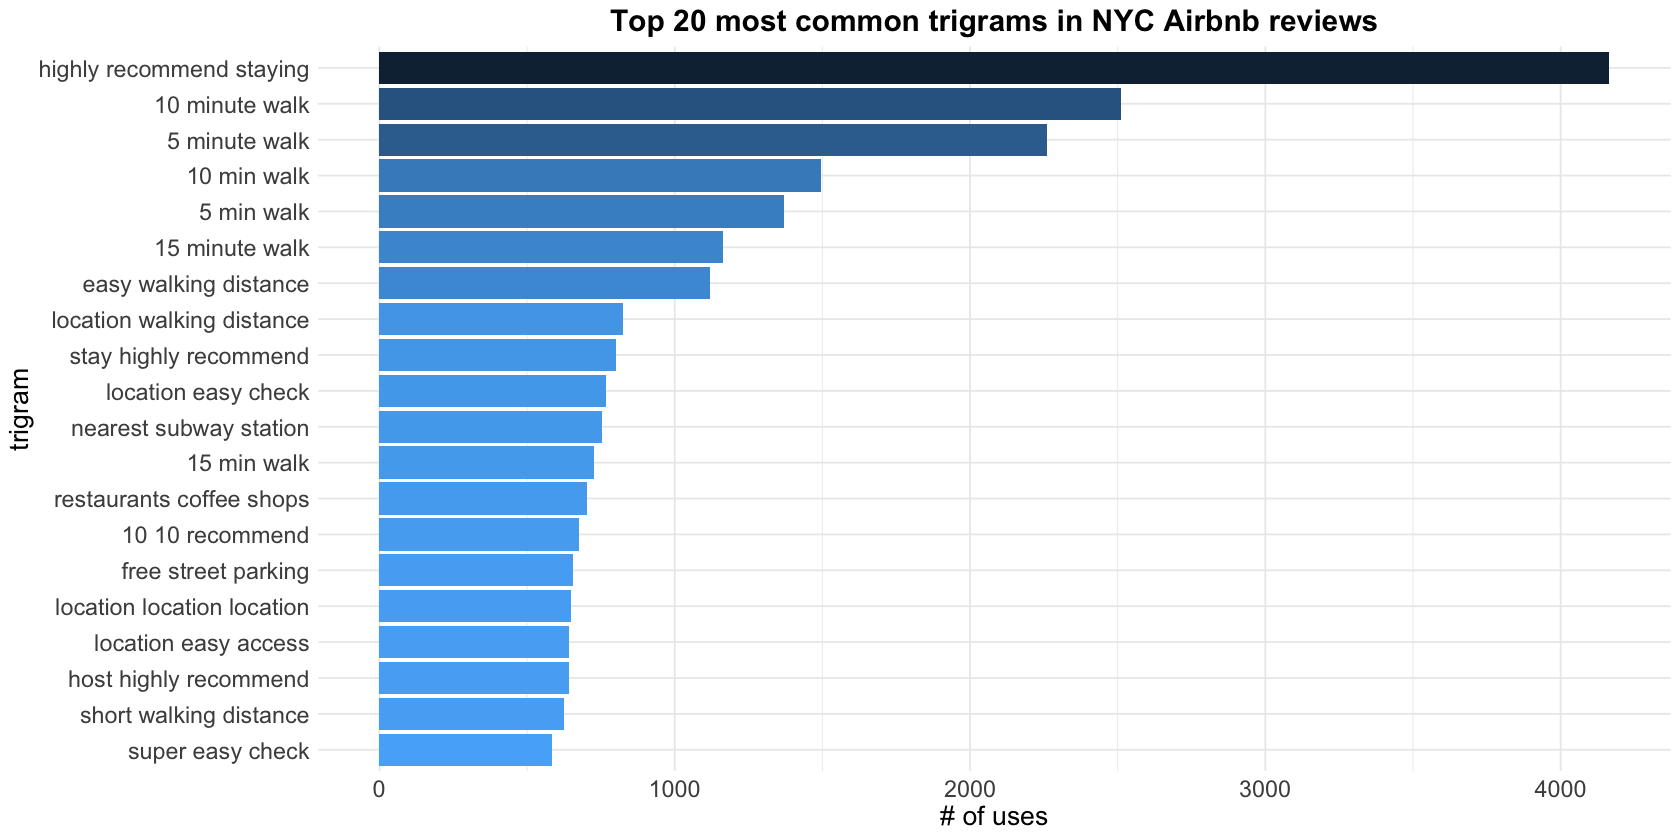 Top 20 most common trigrams in NYC Airbnb reviews
trigram
highly recommend staying
10 minute walk
5 minute walk
10 min walk
5 min walk
15 minute walk
easy walking distance
location walking distance
stay highly recommend
location easy check
nearest subway station
15 min walk
restaurants coffee shops
10 10 recommend
free street parking
location location location
location easy access
host highly recommend
short walking distance
super easy check
0 1000 2000 3000 4000
# of uses